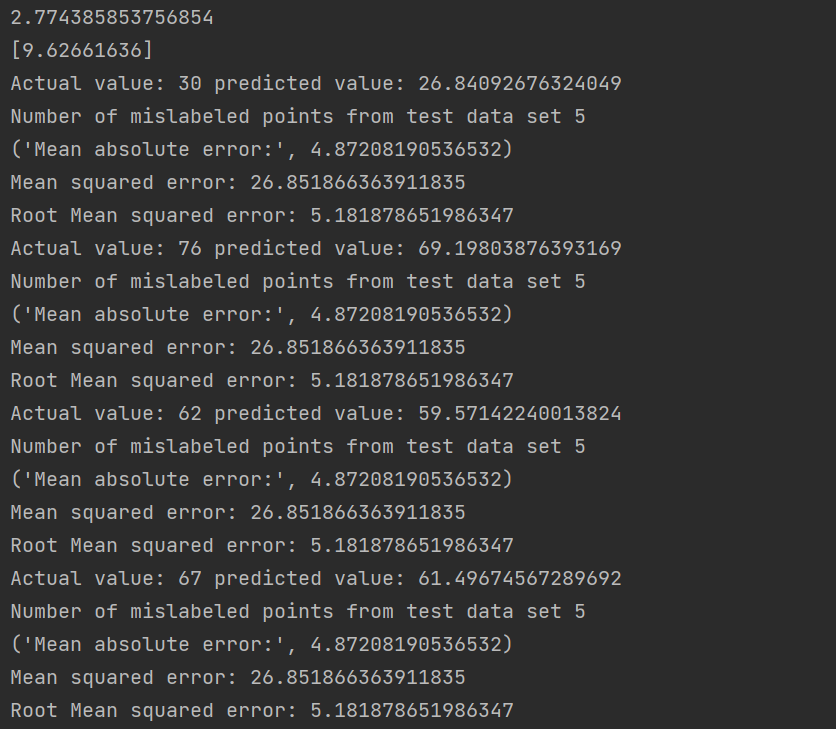 2.774385853756854
[9.62661636]
Actual value: 30 predicted value: 26.84092676324049
Number of mislabeled points from test data set 5
('Mean absolute error:', 4.87208190536532)
Mean squared error: 26.851866363911835
Root Mean squared error: 5.181878651986347
Actual value: 76 predicted value: 69.19803876393169
Number of mislabeled points from test data set 5
('Mean absolute error:', 4.87208190536532)
Mean squared error: 26.851866363911835
Root Mean squared error: 5.181878651986347
Actual value: 62 predicted value: 59.57142240013824
Number of mislabeled points from test data set 5
('Mean absolute error:', 4.87208190536532)
Mean squared error: 26.851866363911835
Root Mean squared error: 5.181878651986347
Actual value: 67 predicted value: 61.49674567289692
Number of mislabeled points from test data set 5
('Mean absolute error:', 4.87208190536532)
Mean squared error: 26.851866363911835
Root Mean squared error: 5.181878651986347